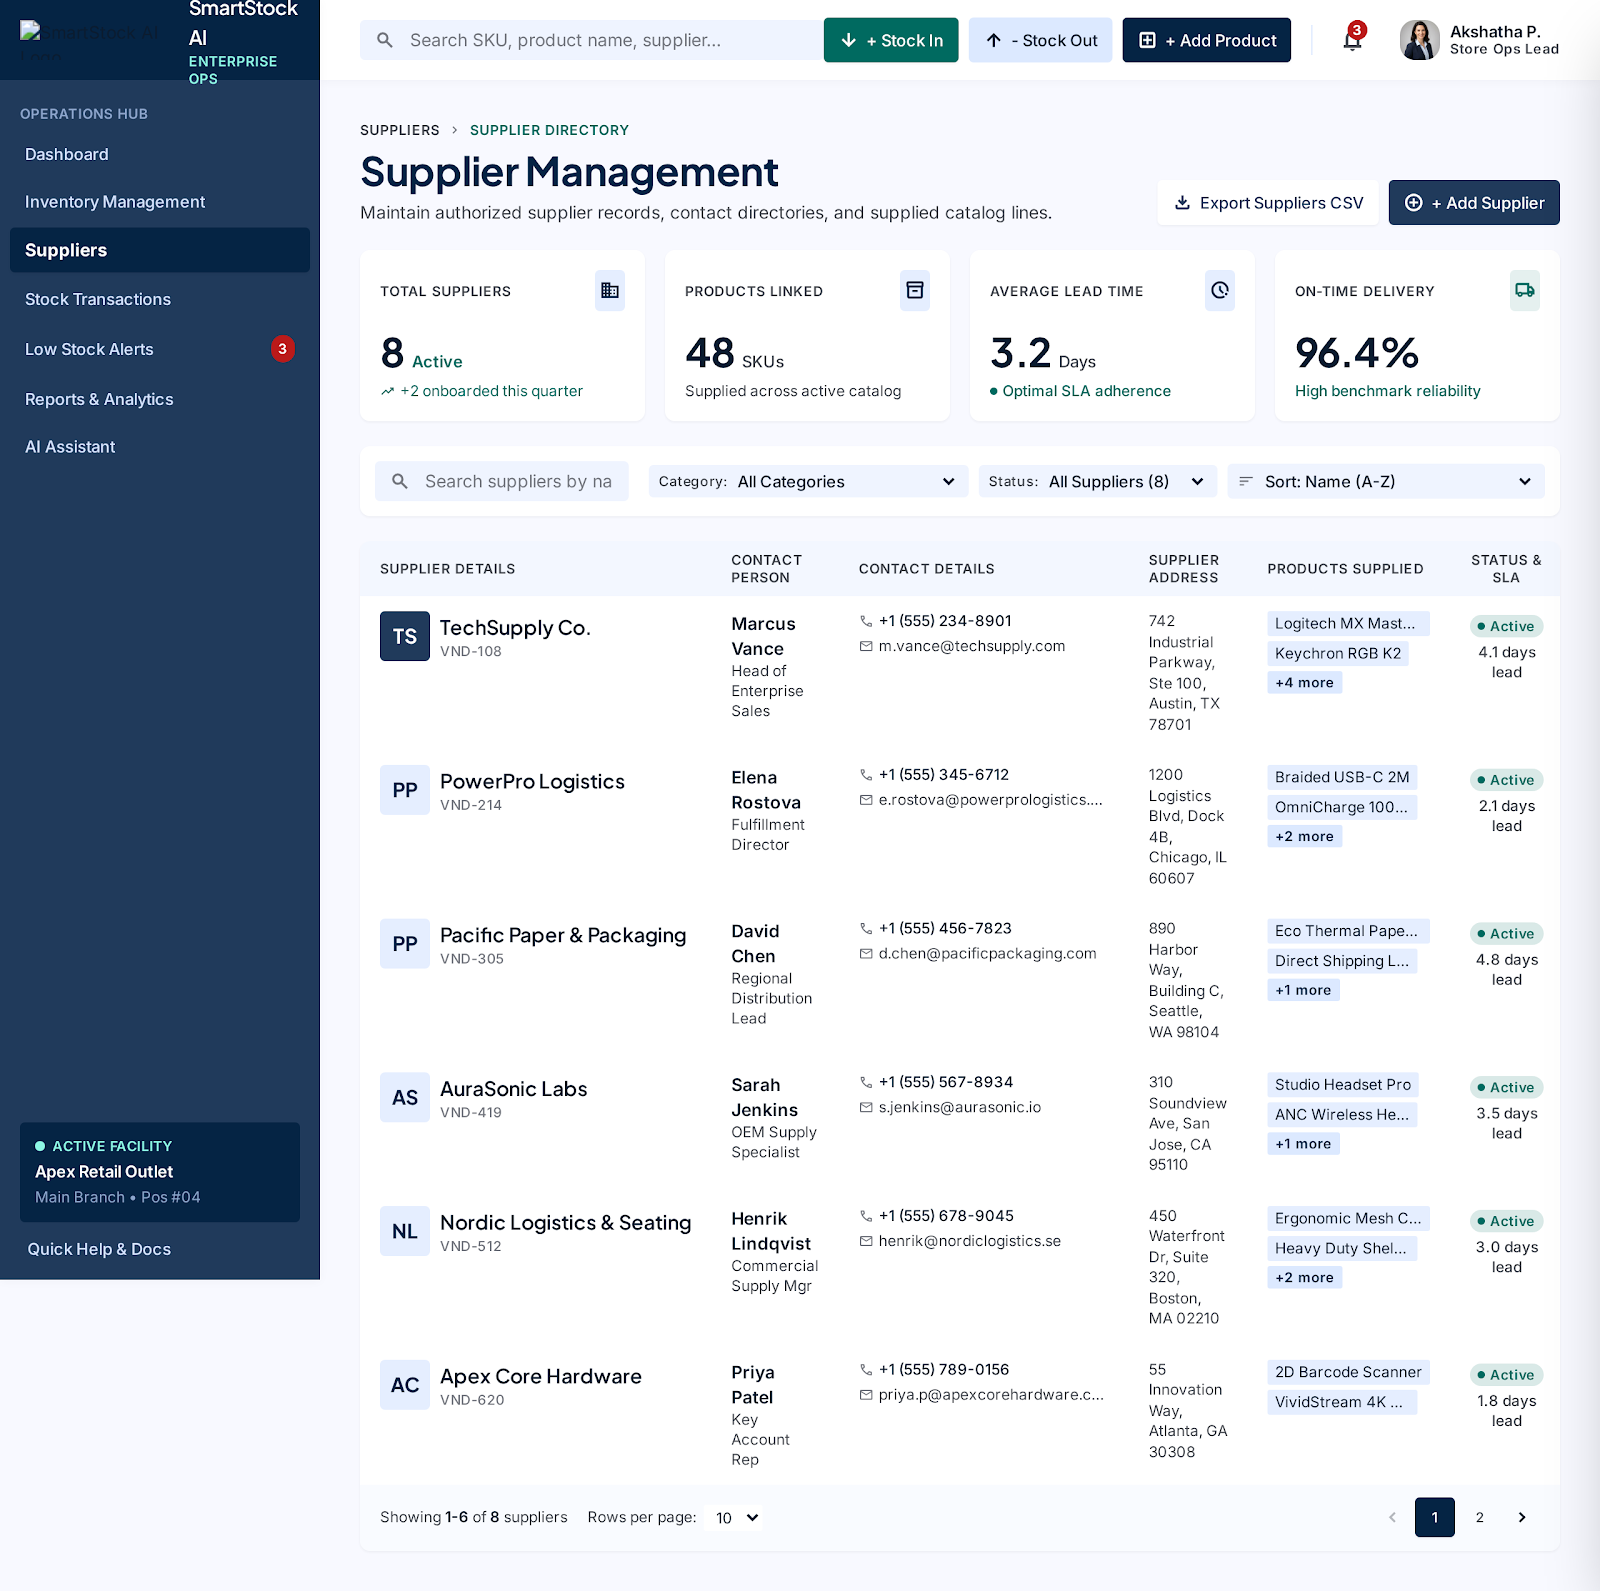 SmartStock AI Logo
SmartStock
AI
ENTERPRISE
OPS
OPERATIONS HUB
Dashboard
Inventory Management
Suppliers
Stock Transactions
Low Stock Alerts
3
Reports & Analytics
AI Assistant
ACTIVE FACILITY
Apex Retail Outlet
Main Branch • Pos #04
Quick Help & Docs
Search SKU, product name, supplier...
+ Stock In
- Stock Out
+ Add Product
3
Akshatha P.
Store Ops Lead
SUPPLIERS > SUPPLIER DIRECTORY
Supplier Management
Maintain authorized supplier records, contact directories, and supplied catalog lines.
Export Suppliers CSV
+ Add Supplier
TOTAL SUPPLIERS
8 Active
+2 onboarded this quarter
PRODUCTS LINKED
48 SKUs
Supplied across active catalog
AVERAGE LEAD TIME
3.2 Days
Optimal SLA adherence
ON-TIME DELIVERY
96.4%
High benchmark reliability
Search suppliers by na
Category: All Categories
Status: All Suppliers (8)
Sort: Name (A-Z)
SUPPLIER DETAILS
CONTACT
PERSON
CONTACT DETAILS
SUPPLIER
ADDRESS
PRODUCTS SUPPLIED
STATUS &
SLA
TS
TechSupply Co.
VND-108
Marcus
Vance
Head of
Enterprise
Sales
+1 (555) 234-8901
m.vance@techsupply.com
742
Industrial
Parkway,
Ste 100,
Austin, TX
78701
Logitech MX Mast...
Keychron RGB K2
+4 more
Active
4.1 days
lead
PP
PowerPro Logistics
VND-214
Elena
Rostova
Fulfillment
Director
+1 (555) 345-6712
e.rostova@powerprologistics....
1200
Logistics
Blvd, Dock
4B,
Chicago, IL
60607
Braided USB-C 2M
OmniCharge 100...
+2 more
Active
2.1 days
lead
PP
Pacific Paper & Packaging
VND-305
David
Chen
Regional
Distribution
Lead
+1 (555) 456-7823
d.chen@pacificpackaging.com
890
Harbor
Way,
Building C,
Seattle,
WA 98104
Eco Thermal Pape...
Direct Shipping L...
+1 more
Active
4.8 days
lead
AS
AuraSonic Labs
VND-419
Sarah
Jenkins
OEM Supply
Specialist
+1 (555) 567-8934
s.jenkins@aurasonic.io
310
Soundview
Ave, San
Jose, CA
95110
Studio Headset Pro
ANC Wireless He...
+1 more
Active
3.5 days
lead
NL
Nordic Logistics & Seating
VND-512
Henrik
Lindqvist
Commercial
Supply Mgr
+1 (555) 678-9045
henrik@nordiclogistics.se
450
Waterfront
Dr, Suite
320,
Boston,
MA 02210
Ergonomic Mesh C...
Heavy Duty Shel...
+2 more
Active
3.0 days
lead
AC
Apex Core Hardware
VND-620
Priya
Patel
Key
Account
Rep
+1 (555) 789-0156
priya.p@apexcorehardware.c...
55
Innovation
Way,
Atlanta, GA
30308
2D Barcode Scanner
VividStream 4K ...
Active
1.8 days
lead
Showing 1-6 of 8 suppliers
Rows per page: 10
1
2